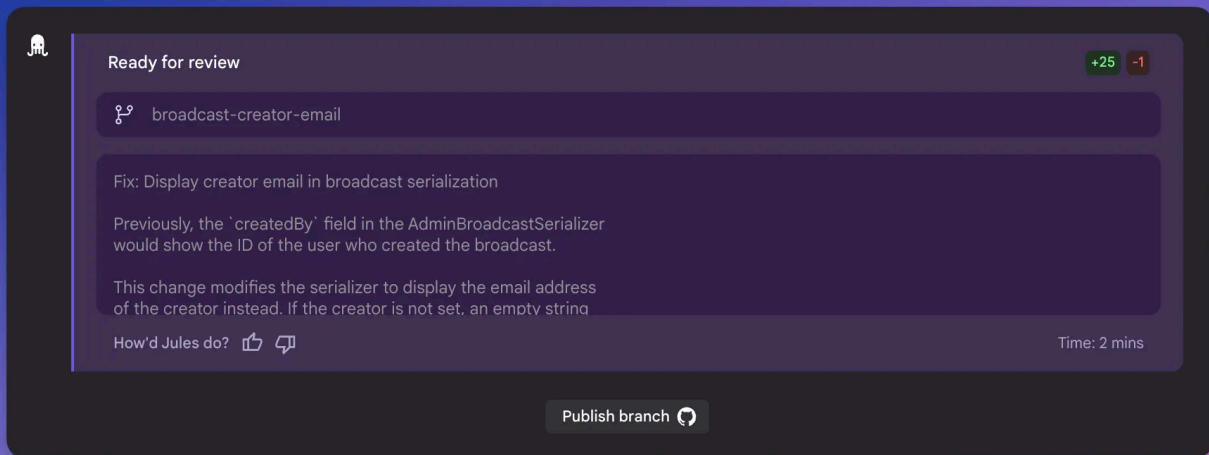 Ready for review
+25 -1
broadcast-creator-email
Fix: Display creator email in broadcast serialization
Previously, the `createdBy` field in the AdminBroadcastSerializer
would show the ID of the user who created the broadcast.
This change modifies the serializer to display the email address
of the creator instead. If the creator is not set, an empty string
How'd Jules do?
Time: 2 mins
Publish branch